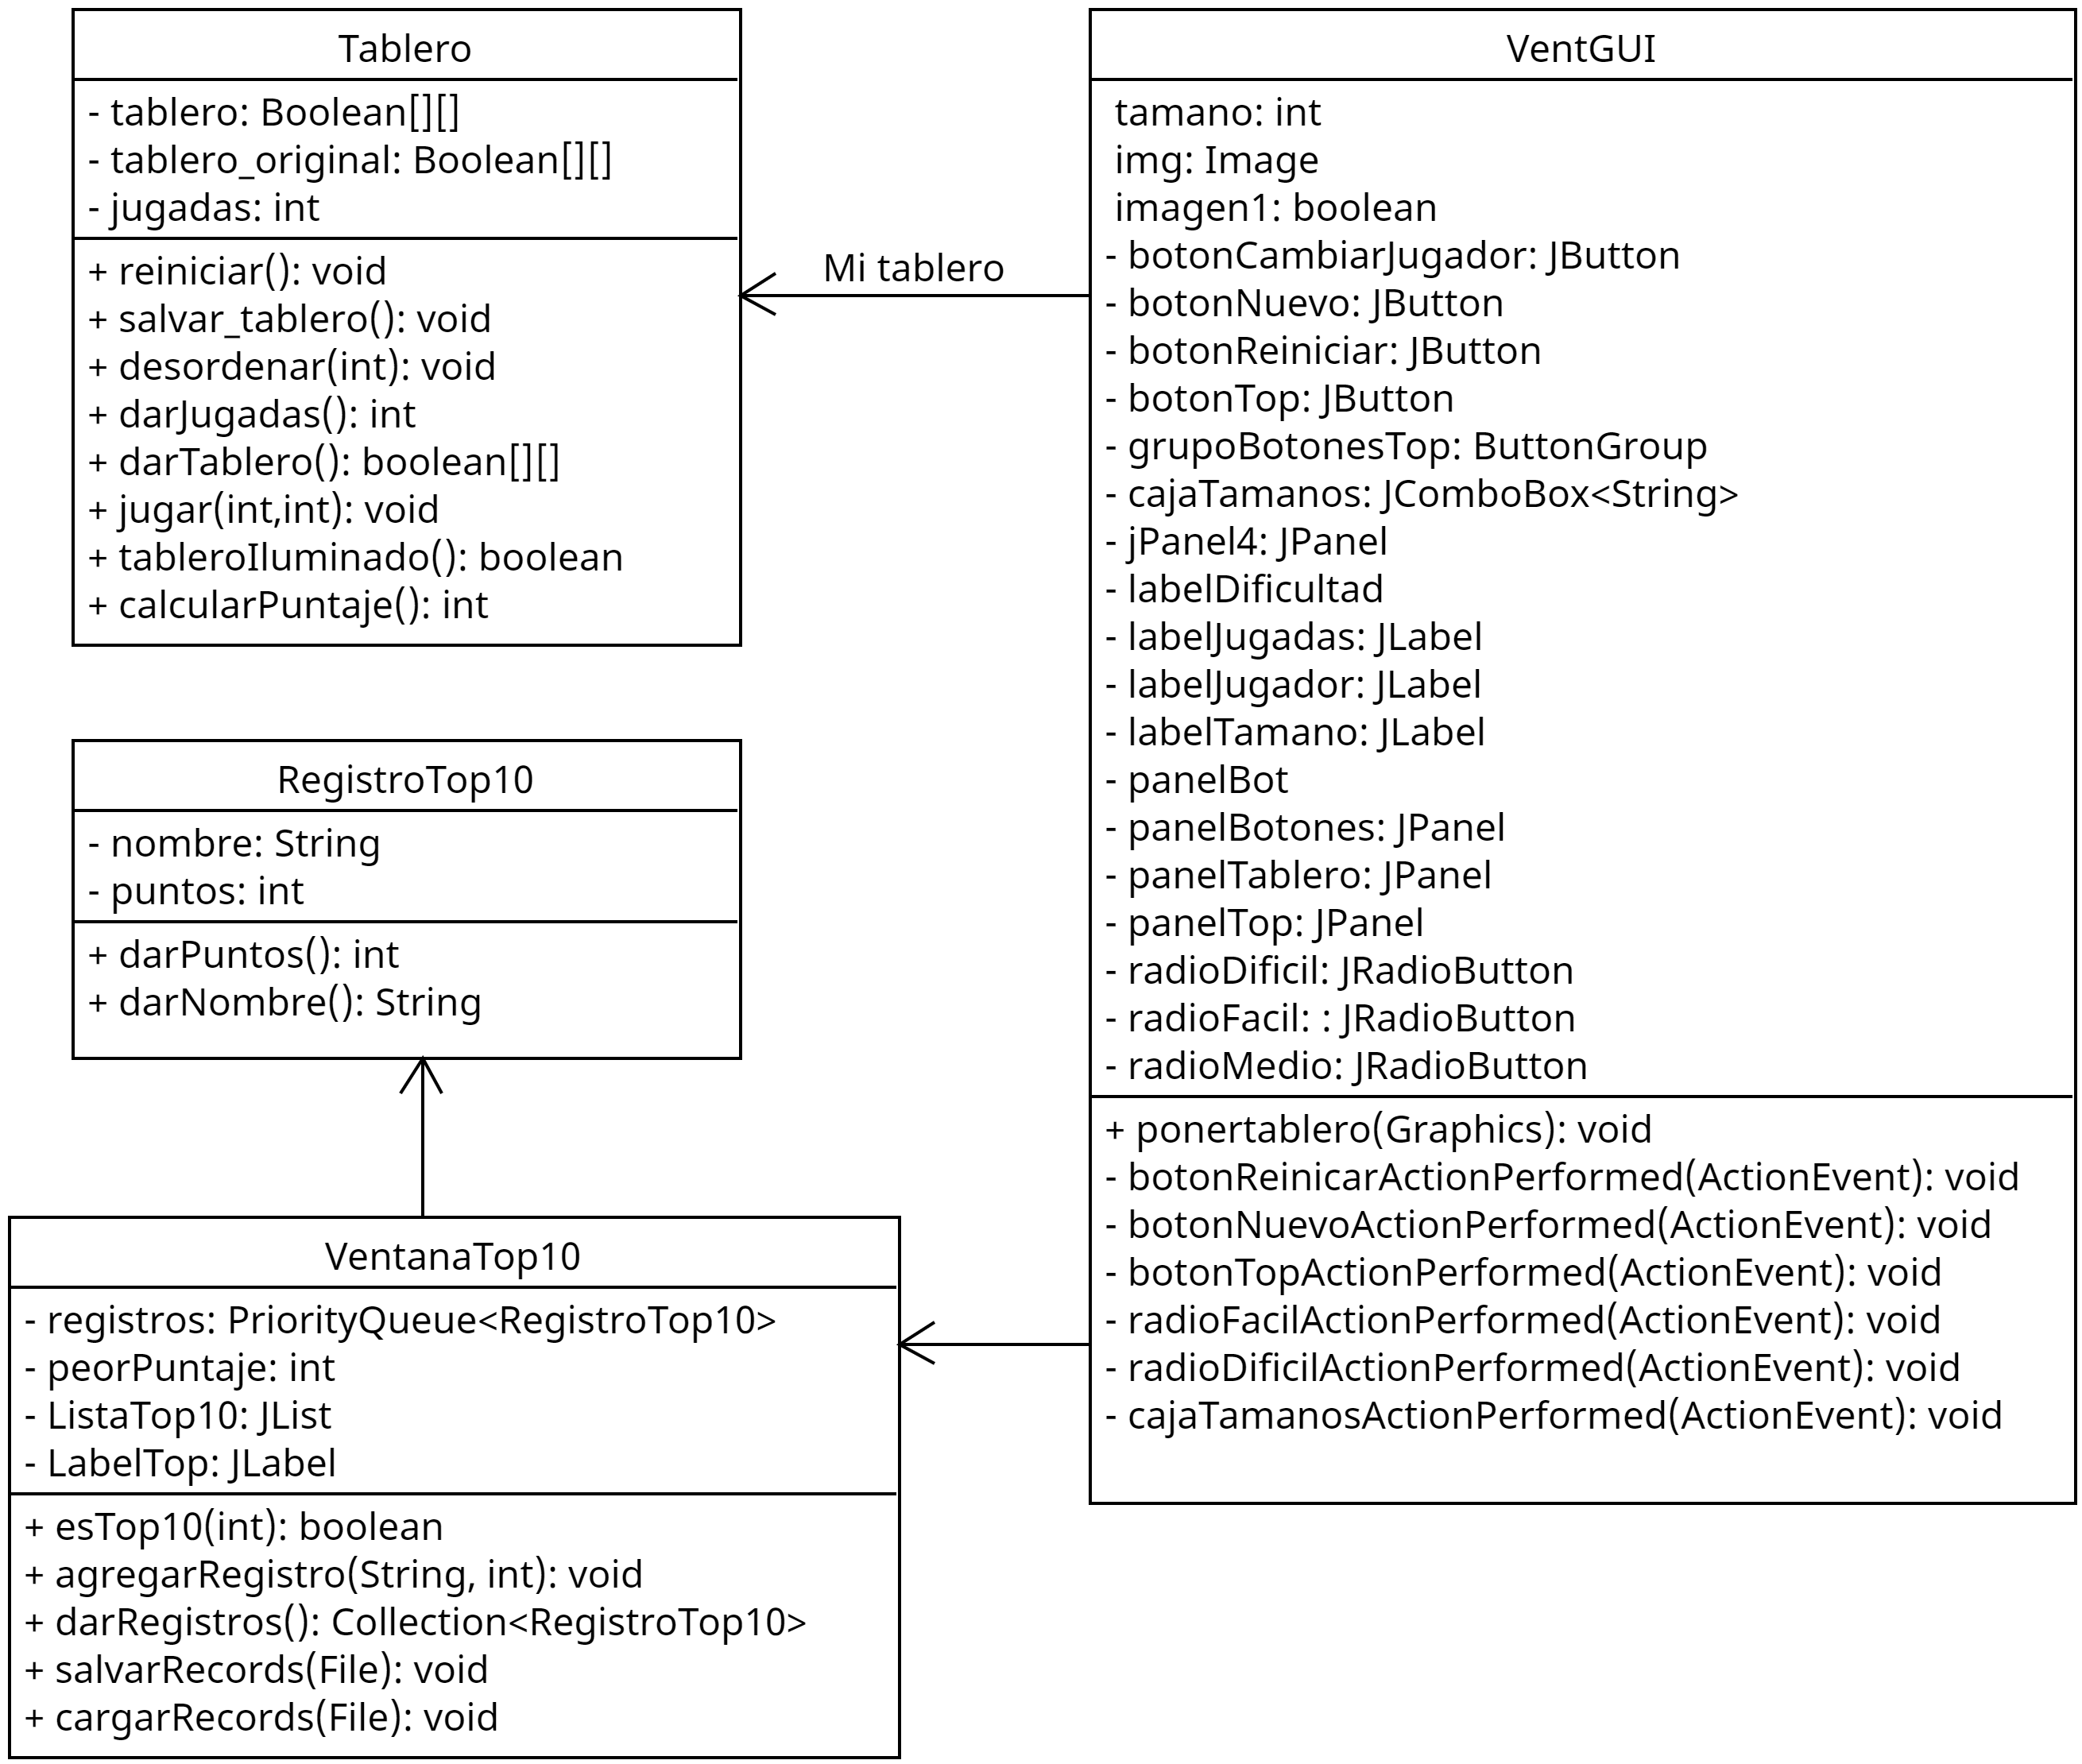 Tablero
- tablero: Boolean[][]
- tablero_original: Boolean[][]
- jugadas: int
+ reiniciar(): void
+ salvar_tablero(): void
+ desordenar(int): void
+ darJugadas(): int
+ darTablero(): boolean[][]
+ jugar(int,int): void
+ tableroIluminado(): boolean
+ calcularPuntaje(): int
Mi tablero
VentGUI
tamano: int
img: Image
imagen1: boolean
- botonCambiarJugador: JButton
- botonNuevo: JButton
- botonReiniciar: JButton
- botonTop: JButton
- grupoBotonesTop: ButtonGroup
- cajaTamanos: JComboBox<String>
- jPanel4: JPanel
- labelDificultad
- labelJugadas: JLabel
- labelJugador: JLabel
- labelTamano: JLabel
- panelBot
- panelBotones: JPanel
- panelTablero: JPanel
- panelTop: JPanel
- radioDificil: JRadioButton
- radioFacil: : JRadioButton
- radioMedio: JRadioButton
+ ponertablero(Graphics): void
- botonReinicarActionPerformed(ActionEvent): void
- botonNuevoActionPerformed(ActionEvent): void
- botonTopActionPerformed(ActionEvent): void
- radioFacilActionPerformed(ActionEvent): void
- radioDificilActionPerformed(ActionEvent): void
- cajaTamanosActionPerformed(ActionEvent): void
RegistroTop10
- nombre: String
- puntos: int
+ darPuntos(): int
+ darNombre(): String
VentanaTop10
- registros: PriorityQueue<RegistroTop10>
- peorPuntaje: int
- ListaTop10: JList
- LabelTop: JLabel
+ esTop10(int): boolean
+ agregarRegistro(String, int): void
+ darRegistros(): Collection<RegistroTop10>
+ salvarRecords(File): void
+ cargarRecords(File): void